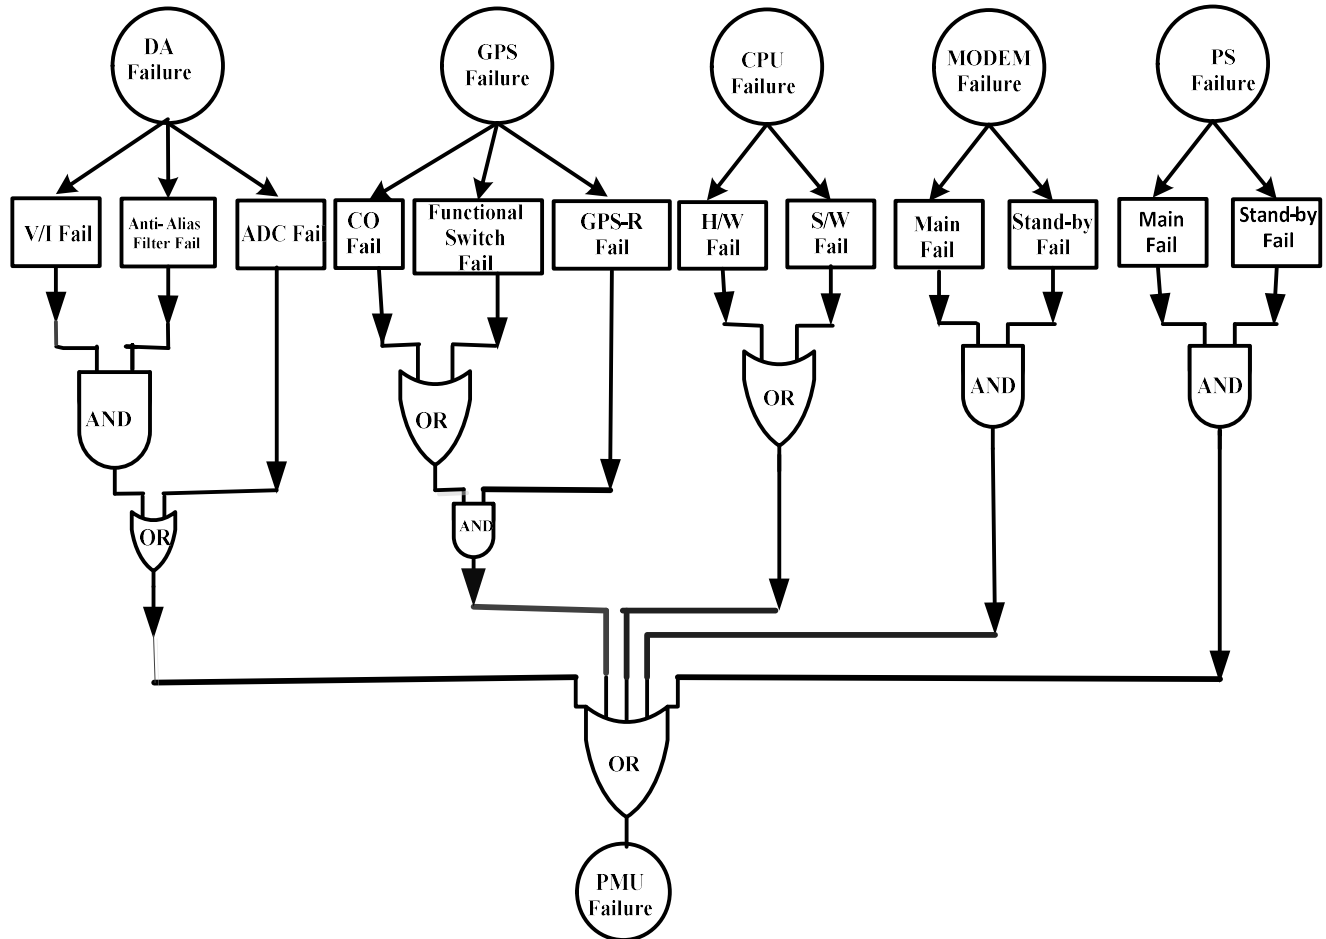 DA
Failure
GPS
Failure
CPU
Failure
MODEM
Failure
PS
Failure
V/I Fail
Anti-Alias
Filter Fail
ADC Fail
CO
Fail
Functional
Switch
Fail
GPS-R
Fail
H/W
Fail
S/W
Fail
Main
Fail
Stand-by
Fail
Main
Fail
Stand-by
Fail
AND
OR
OR
AND
AND
OR
AND
OR
OR
PMU
Failure